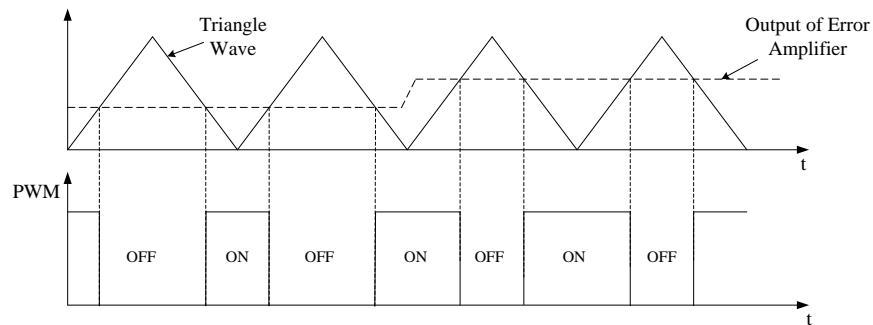 Triangle
Wave
Output of Error
Amplifier
t
PWM
OFF
ON
OFF
ON
OFF
ON
OFF
t